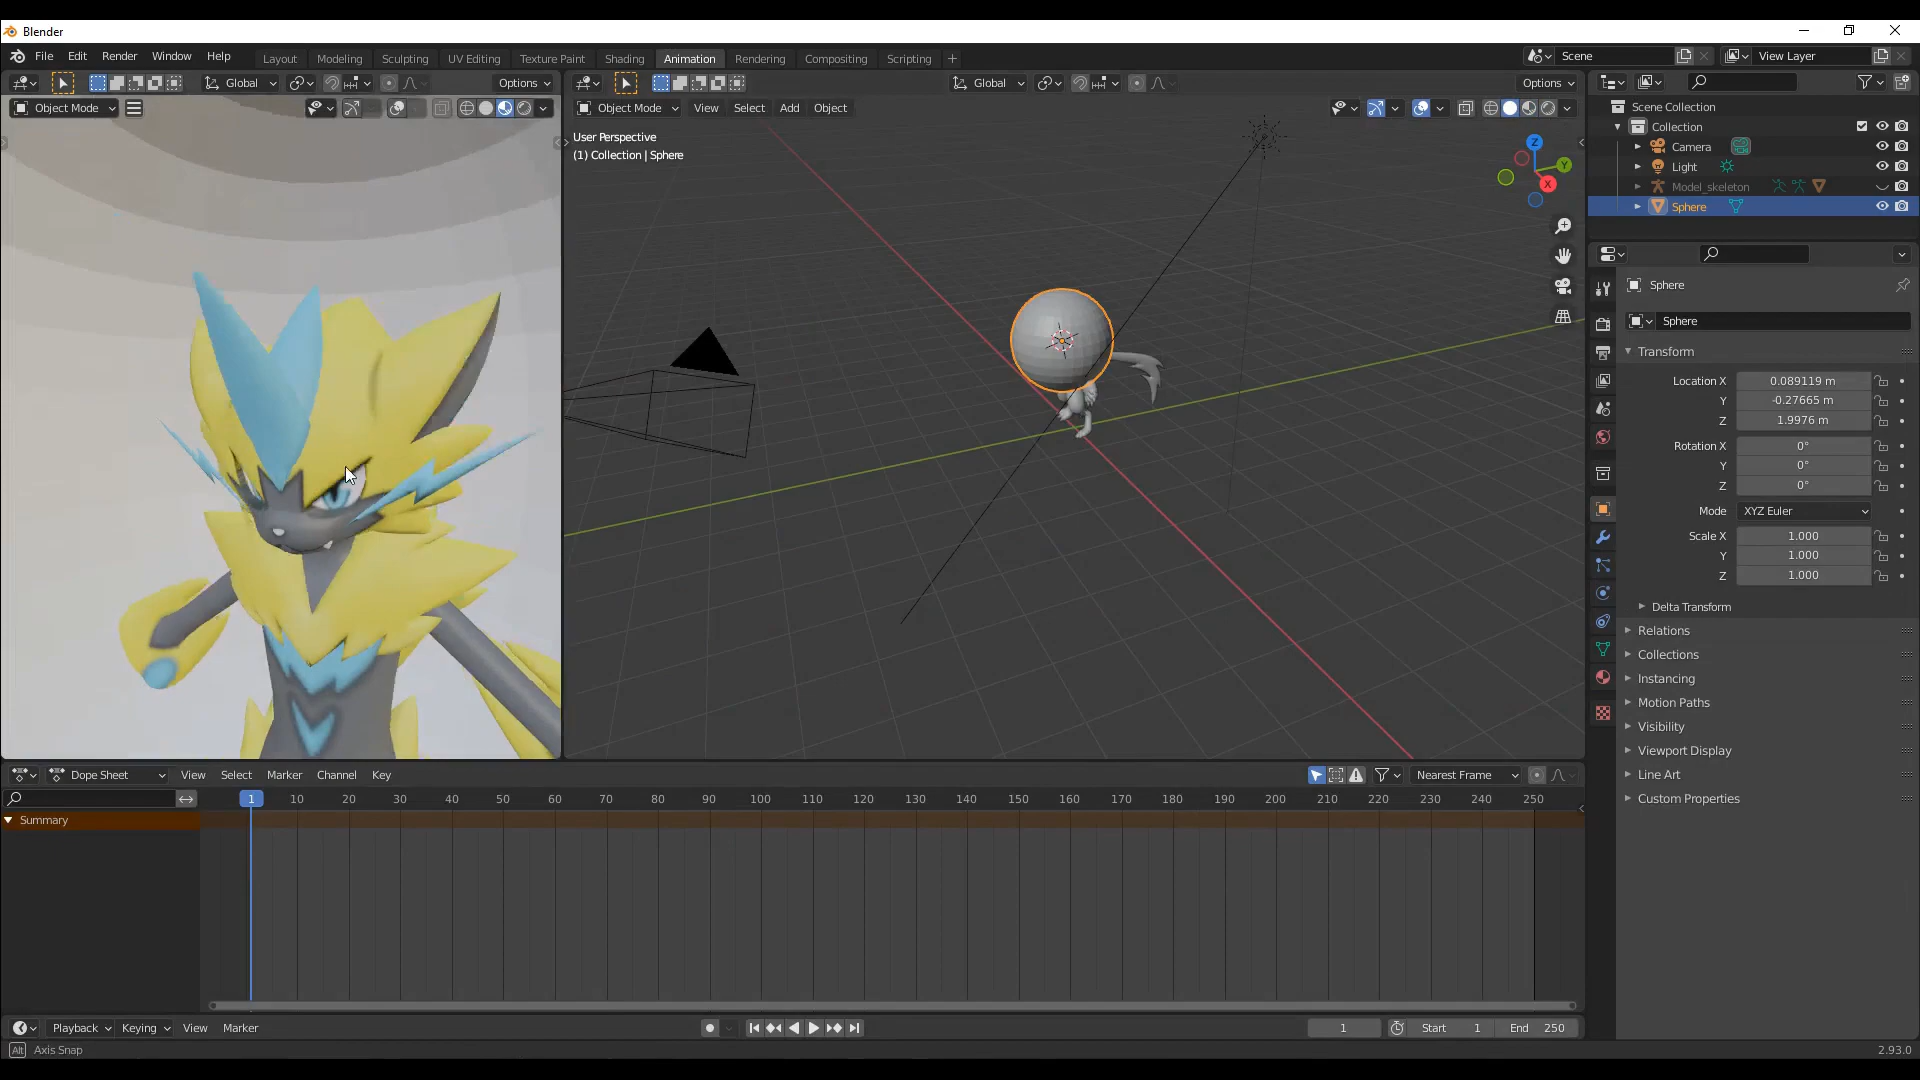 Blender
File Edit Render Window Help Layout Modeling Sculpting UV Editing Texture Paint Shading Animation Rendering Compositing Scripting + Scene View Layer
Global Options Global Options
Object Mode Object Mode View Select Add Object
User Perspective
(1) Collection | Sphere
Z
Y
X
Scene Collection
Collection
Camera
Light
Model_skeleton
Sphere
Sphere
Sphere
Transform
Location X 0.089119 m
Y -0.27665 m
Z 1.9976 m
Rotation X 0°
Y 0°
Z 0°
Mode XYZ Euler
Scale X 1.000
Y 1.000
Z 1.000
Delta Transform
Relations
Collections
Instancing
Motion Paths
Visibility
Viewport Display
Line Art
Custom Properties
Dope Sheet View Select Marker Channel Key Nearest Frame
1 10 20 30 40 50 60 70 80 90 100 110 120 130 140 150 160 170 180 190 200 210 220 230 240 250
Summary
Playback Keying View Marker 1 Start 1 End 250
Alt Axis Snap 2.93.0